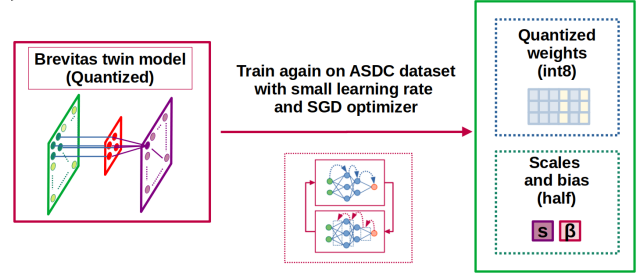 Brevitas twin model
(Quantized)
Train again on ASDC dataset
with small learning rate
and SGD optimizer
Quantized
weights
(int8)
Scales
and bias
(half)
s β